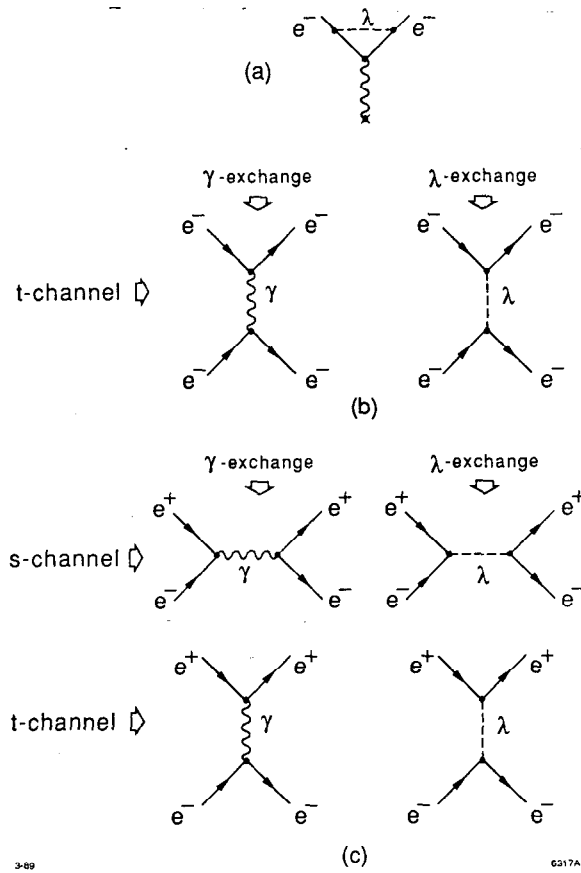 e⁻ λ e⁻
(a)
γ-exchange λ-exchange
e⁻ e⁻ e⁻ e⁻
t-channel γ λ
e⁻ e⁻ e⁻ e⁻
(b)
γ-exchange λ-exchange
e⁺ e⁺ e⁺ e⁺
s-channel γ λ
e⁻ e⁻ e⁻ e⁻
e⁺ e⁺ e⁺ e⁺
t-channel γ λ
e⁻ e⁻ e⁻ e⁻
(c)
3-89 6317A